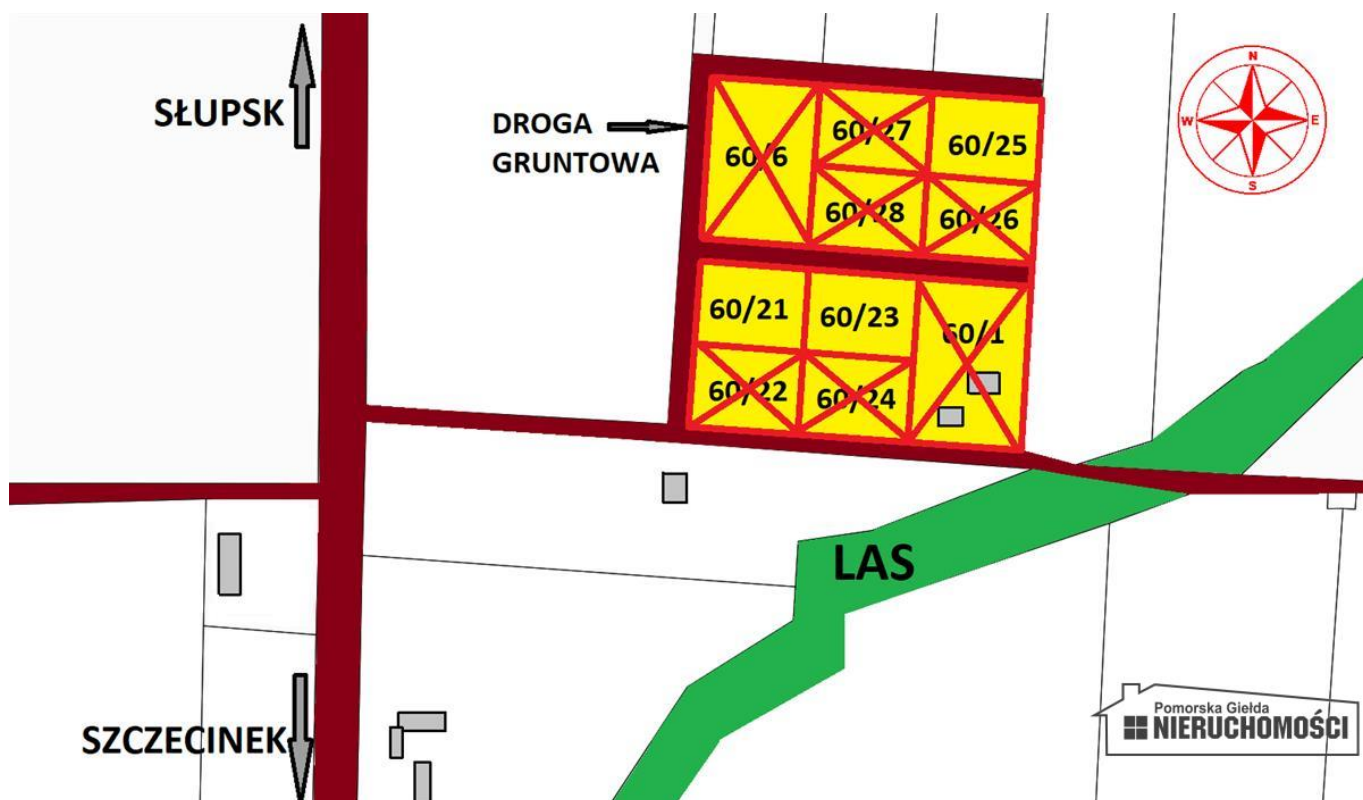 SŁUPSK
DROGA
GRUNTOWA
60/6
60/27
60/25
60/28
60/26
60/21
60/23
60/1
60/22
60/24
N
W
E
S
LAS
SZCZECINEK
Pomorska Giełda
NIERUCHOMOŚCI